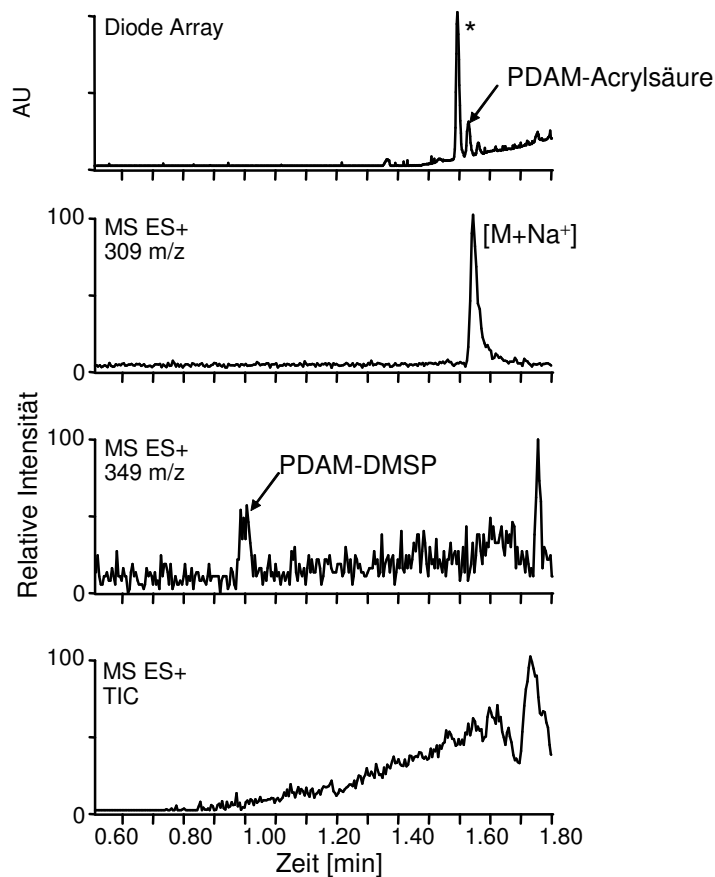 Diode Array
*
PDAM-Acrylsäure
AU
100
MS ES+
309 m/z
[M+Na⁺]
0
100
MS ES+
349 m/z
PDAM-DMSP
0
Relative Intensität
100
MS ES+
TIC
0
0.60 0.80 1.00 1.20 1.40 1.60 1.80
Zeit [min]